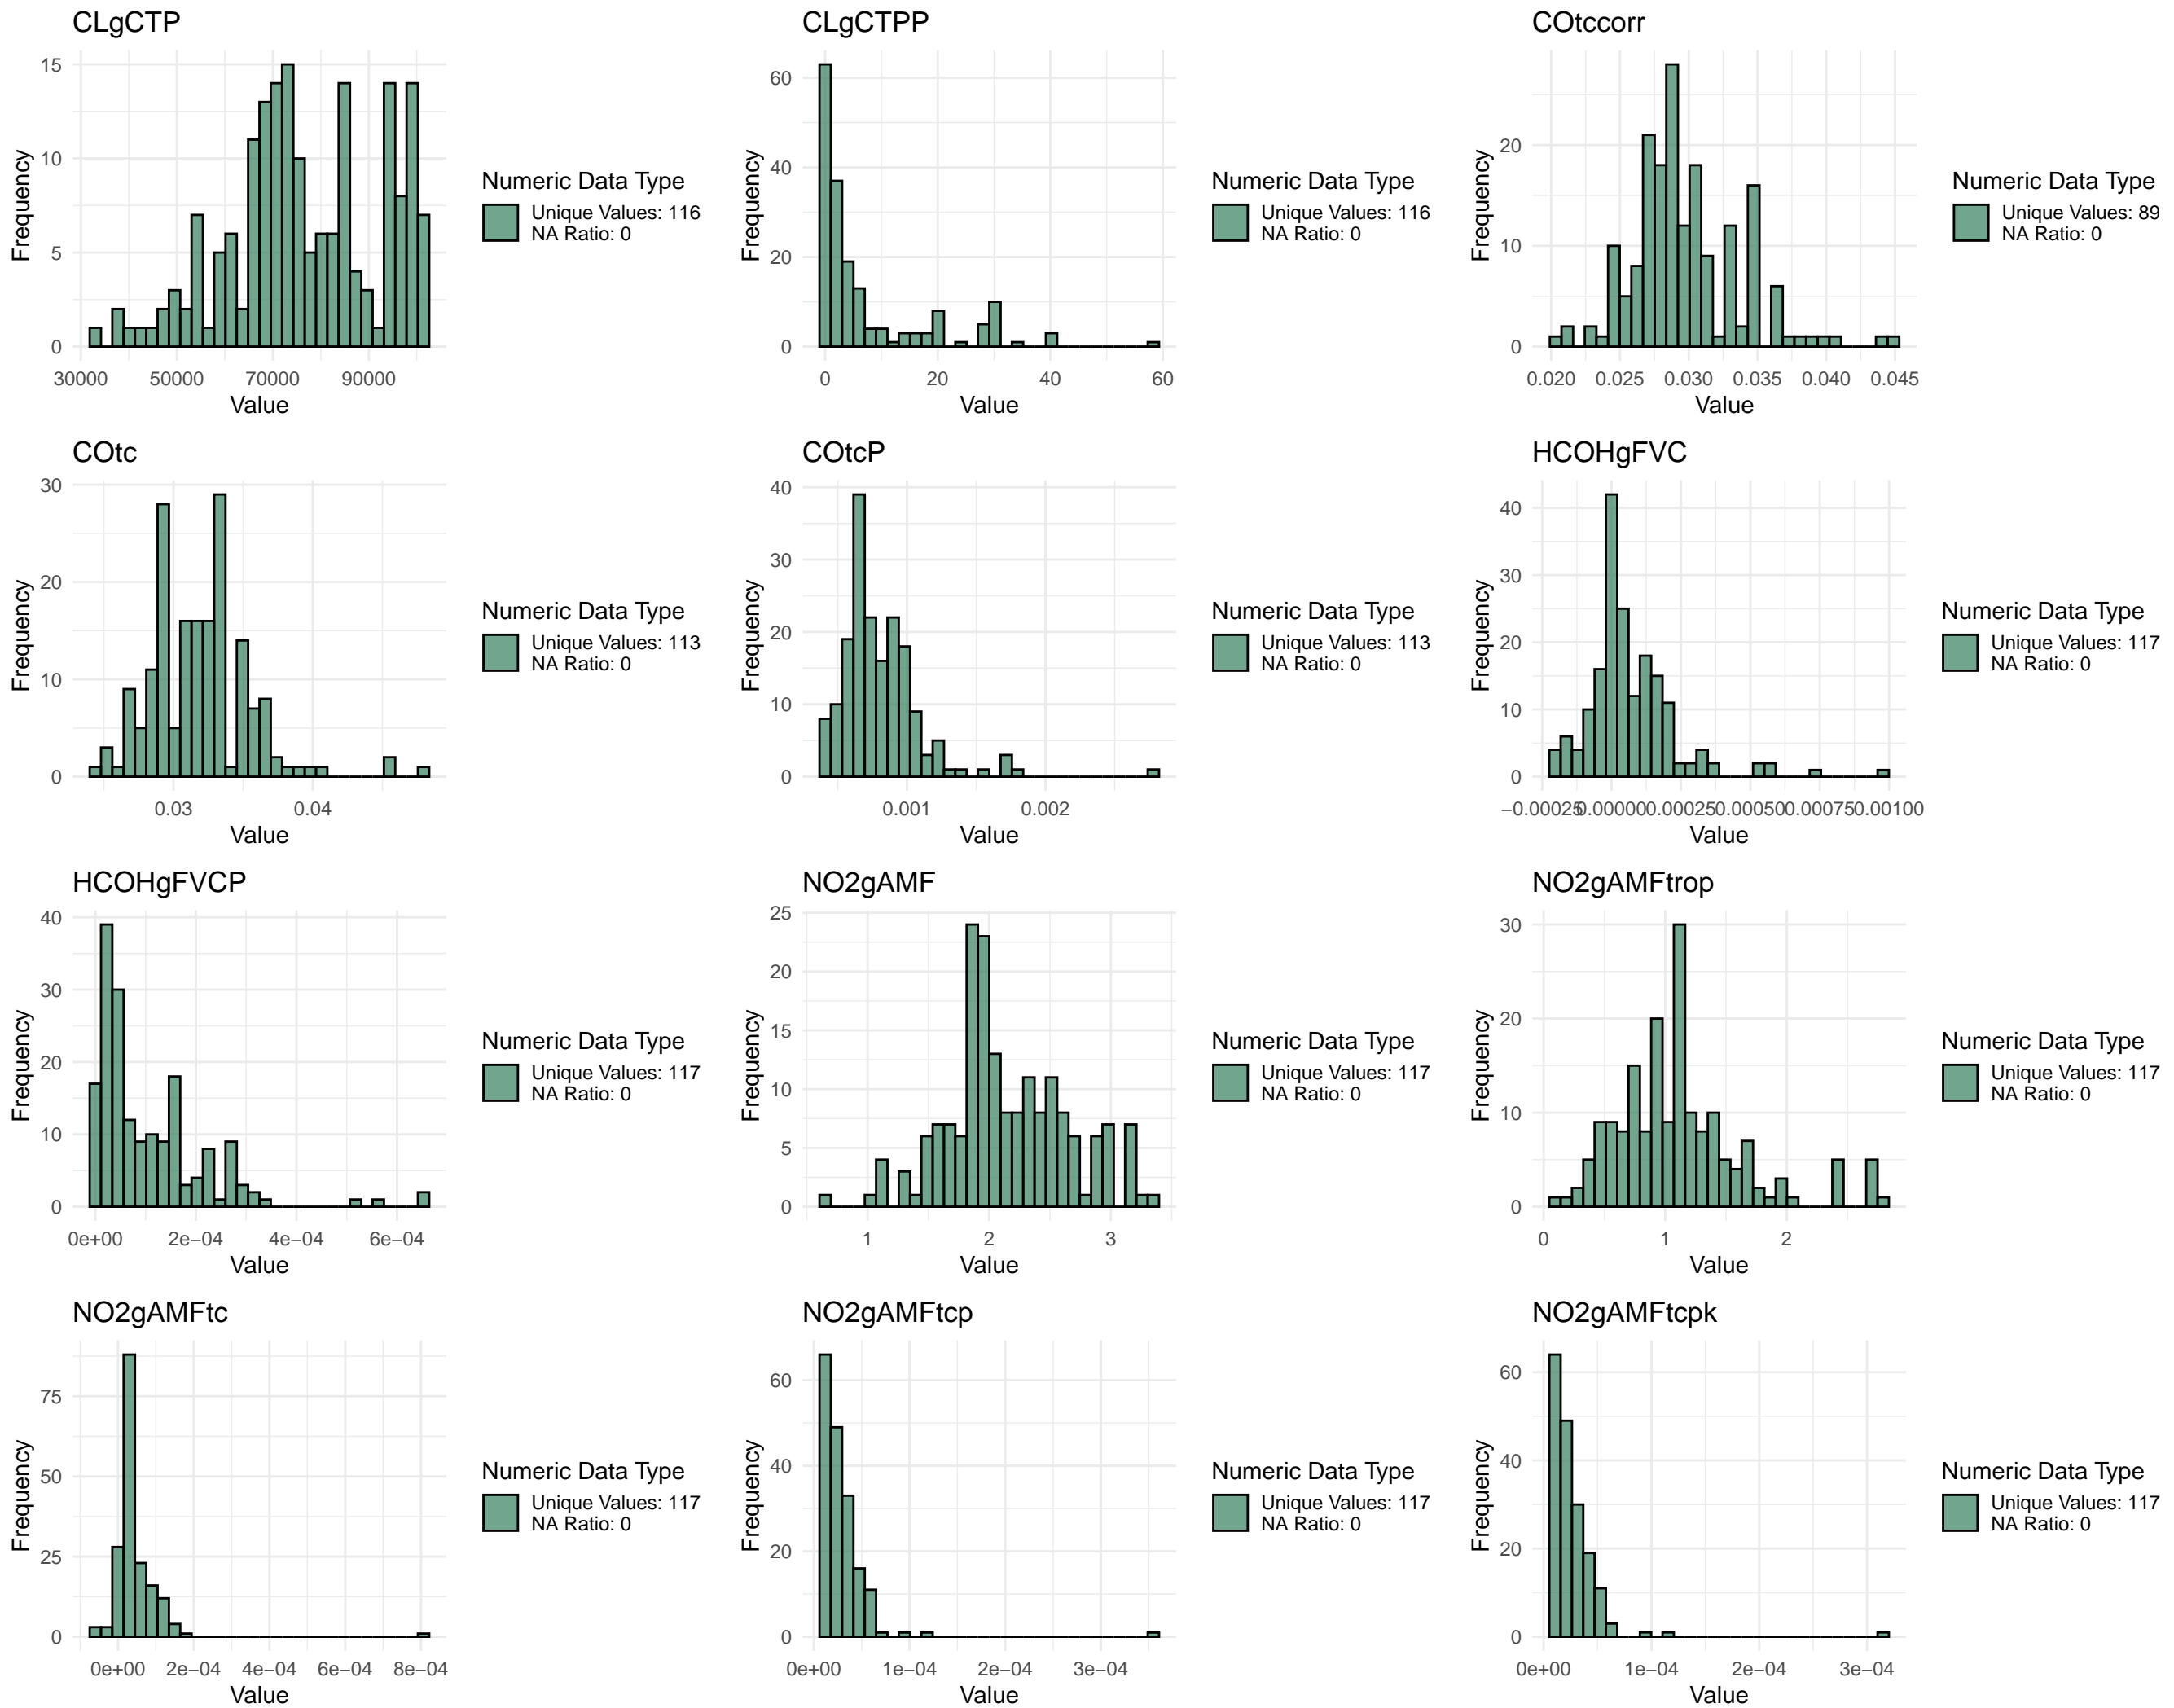 CLgCTP
15
10
5
0
30000 50000 70000 90000
Frequency
Value
Numeric Data Type
Unique Values: 116
NA Ratio: 0
CLgCTPP
60
40
20
0
0 20 40 60
Frequency
Value
Numeric Data Type
Unique Values: 116
NA Ratio: 0
COtccorr
20
10
0
0.020 0.025 0.030 0.035 0.040 0.045
Frequency
Value
Numeric Data Type
Unique Values: 89
NA Ratio: 0
COtc
30
20
10
0
0.03 0.04
Frequency
Value
Numeric Data Type
Unique Values: 113
NA Ratio: 0
COtcP
40
30
20
10
0
0.001 0.002
Frequency
Value
Numeric Data Type
Unique Values: 113
NA Ratio: 0
HCOHgFVC
40
30
20
10
0
−0.00025 0.00000 0.00025 0.00050 0.00075 0.00100
Frequency
Value
Numeric Data Type
Unique Values: 117
NA Ratio: 0
HCOHgFVCP
40
30
20
10
0
0e+00 2e−04 4e−04 6e−04
Frequency
Value
Numeric Data Type
Unique Values: 117
NA Ratio: 0
NO2gAMF
25
20
15
10
5
0
1 2 3
Frequency
Value
Numeric Data Type
Unique Values: 117
NA Ratio: 0
NO2gAMFtrop
30
20
10
0
0 1 2
Frequency
Value
Numeric Data Type
Unique Values: 117
NA Ratio: 0
NO2gAMFtc
75
50
25
0
0e+00 2e−04 4e−04 6e−04 8e−04
Frequency
Value
Numeric Data Type
Unique Values: 117
NA Ratio: 0
NO2gAMFtcp
60
40
20
0
0e+00 1e−04 2e−04 3e−04
Frequency
Value
Numeric Data Type
Unique Values: 117
NA Ratio: 0
NO2gAMFtcpk
60
40
20
0
0e+00 1e−04 2e−04 3e−04
Frequency
Value
Numeric Data Type
Unique Values: 117
NA Ratio: 0